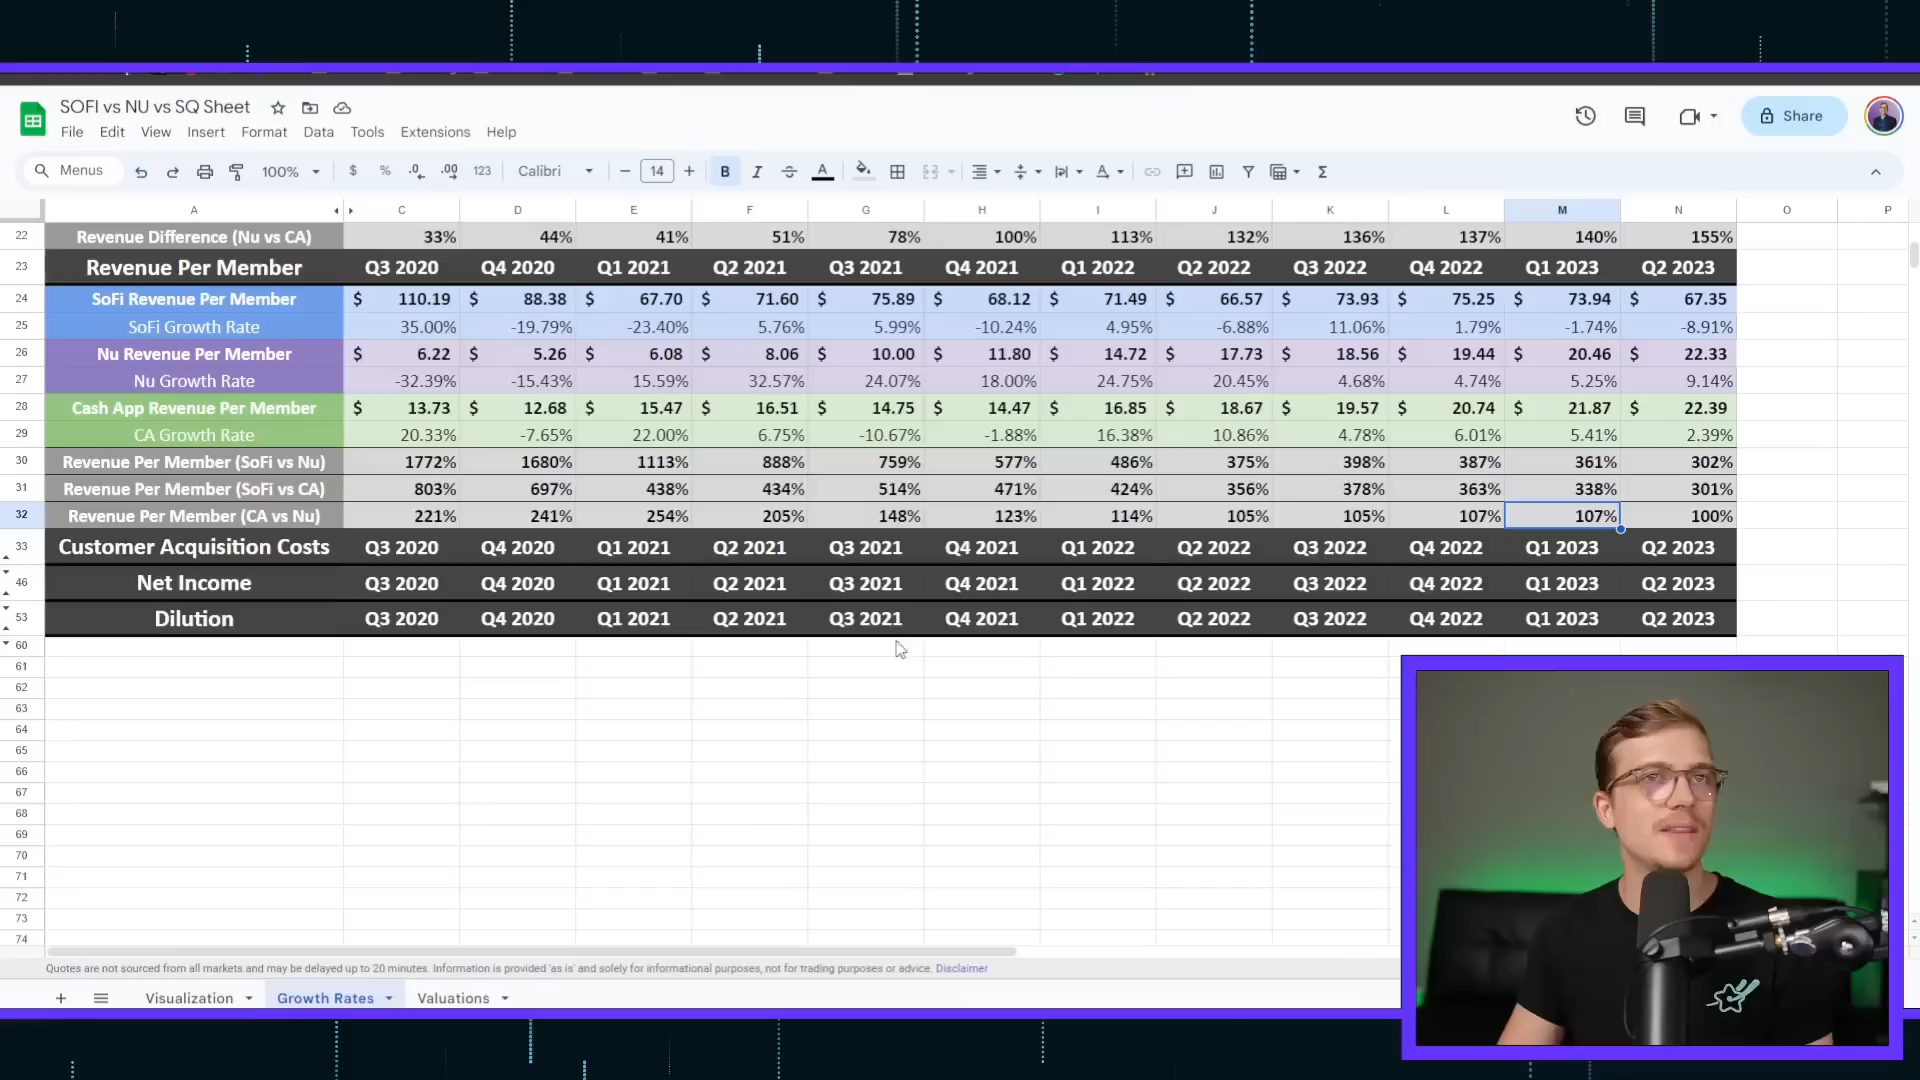 SOFI vs NU vs SQ Sheet
File Edit View Insert Format Data Tools Extensions Help
Share
Menus 100% $ % .0 .00 123 Calibri 14 B I A
A C D E F G H I J K L M N O P
22 Revenue Difference (Nu vs CA) 33% 44% 41% 51% 78% 100% 113% 132% 136% 137% 140% 155%
23 Revenue Per Member Q3 2020 Q4 2020 Q1 2021 Q2 2021 Q3 2021 Q4 2021 Q1 2022 Q2 2022 Q3 2022 Q4 2022 Q1 2023 Q2 2023
24 SoFi Revenue Per Member $ 110.19 $ 88.38 $ 67.70 $ 71.60 $ 75.89 $ 68.12 $ 71.49 $ 66.57 $ 73.93 $ 75.25 $ 73.94 $ 67.35
25 SoFi Growth Rate 35.00% -19.79% -23.40% 5.76% 5.99% -10.24% 4.95% -6.88% 11.06% 1.79% -1.74% -8.91%
26 Nu Revenue Per Member $ 6.22 $ 5.26 $ 6.08 $ 8.06 $ 10.00 $ 11.80 $ 14.72 $ 17.73 $ 18.56 $ 19.44 $ 20.46 $ 22.33
27 Nu Growth Rate -32.39% -15.43% 15.59% 32.57% 24.07% 18.00% 24.75% 20.45% 4.68% 4.74% 5.25% 9.14%
28 Cash App Revenue Per Member $ 13.73 $ 12.68 $ 15.47 $ 16.51 $ 14.75 $ 14.47 $ 16.85 $ 18.67 $ 19.57 $ 20.74 $ 21.87 $ 22.39
29 CA Growth Rate 20.33% -7.65% 22.00% 6.75% -10.67% -1.88% 16.38% 10.86% 4.78% 6.01% 5.41% 2.39%
30 Revenue Per Member (SoFi vs Nu) 1772% 1680% 1113% 888% 759% 577% 486% 375% 398% 387% 361% 302%
31 Revenue Per Member (SoFi vs CA) 803% 697% 438% 434% 514% 471% 424% 356% 378% 363% 338% 301%
32 Revenue Per Member (CA vs Nu) 221% 241% 254% 205% 148% 123% 114% 105% 105% 107% 107% 100%
33 Customer Acquisition Costs Q3 2020 Q4 2020 Q1 2021 Q2 2021 Q3 2021 Q4 2021 Q1 2022 Q2 2022 Q3 2022 Q4 2022 Q1 2023 Q2 2023
46 Net Income Q3 2020 Q4 2020 Q1 2021 Q2 2021 Q3 2021 Q4 2021 Q1 2022 Q2 2022 Q3 2022 Q4 2022 Q1 2023 Q2 2023
53 Dilution Q3 2020 Q4 2020 Q1 2021 Q2 2021 Q3 2021 Q4 2021 Q1 2022 Q2 2022 Q3 2022 Q4 2022 Q1 2023 Q2 2023
60
61
62
63
64
65
66
67
68
69
70
71
72
73
74
Quotes are not sourced from all markets and may be delayed up to 20 minutes. Information is provided 'as is' and solely for informational purposes, not for trading purposes or advice. Disclaimer
Visualization Growth Rates Valuations